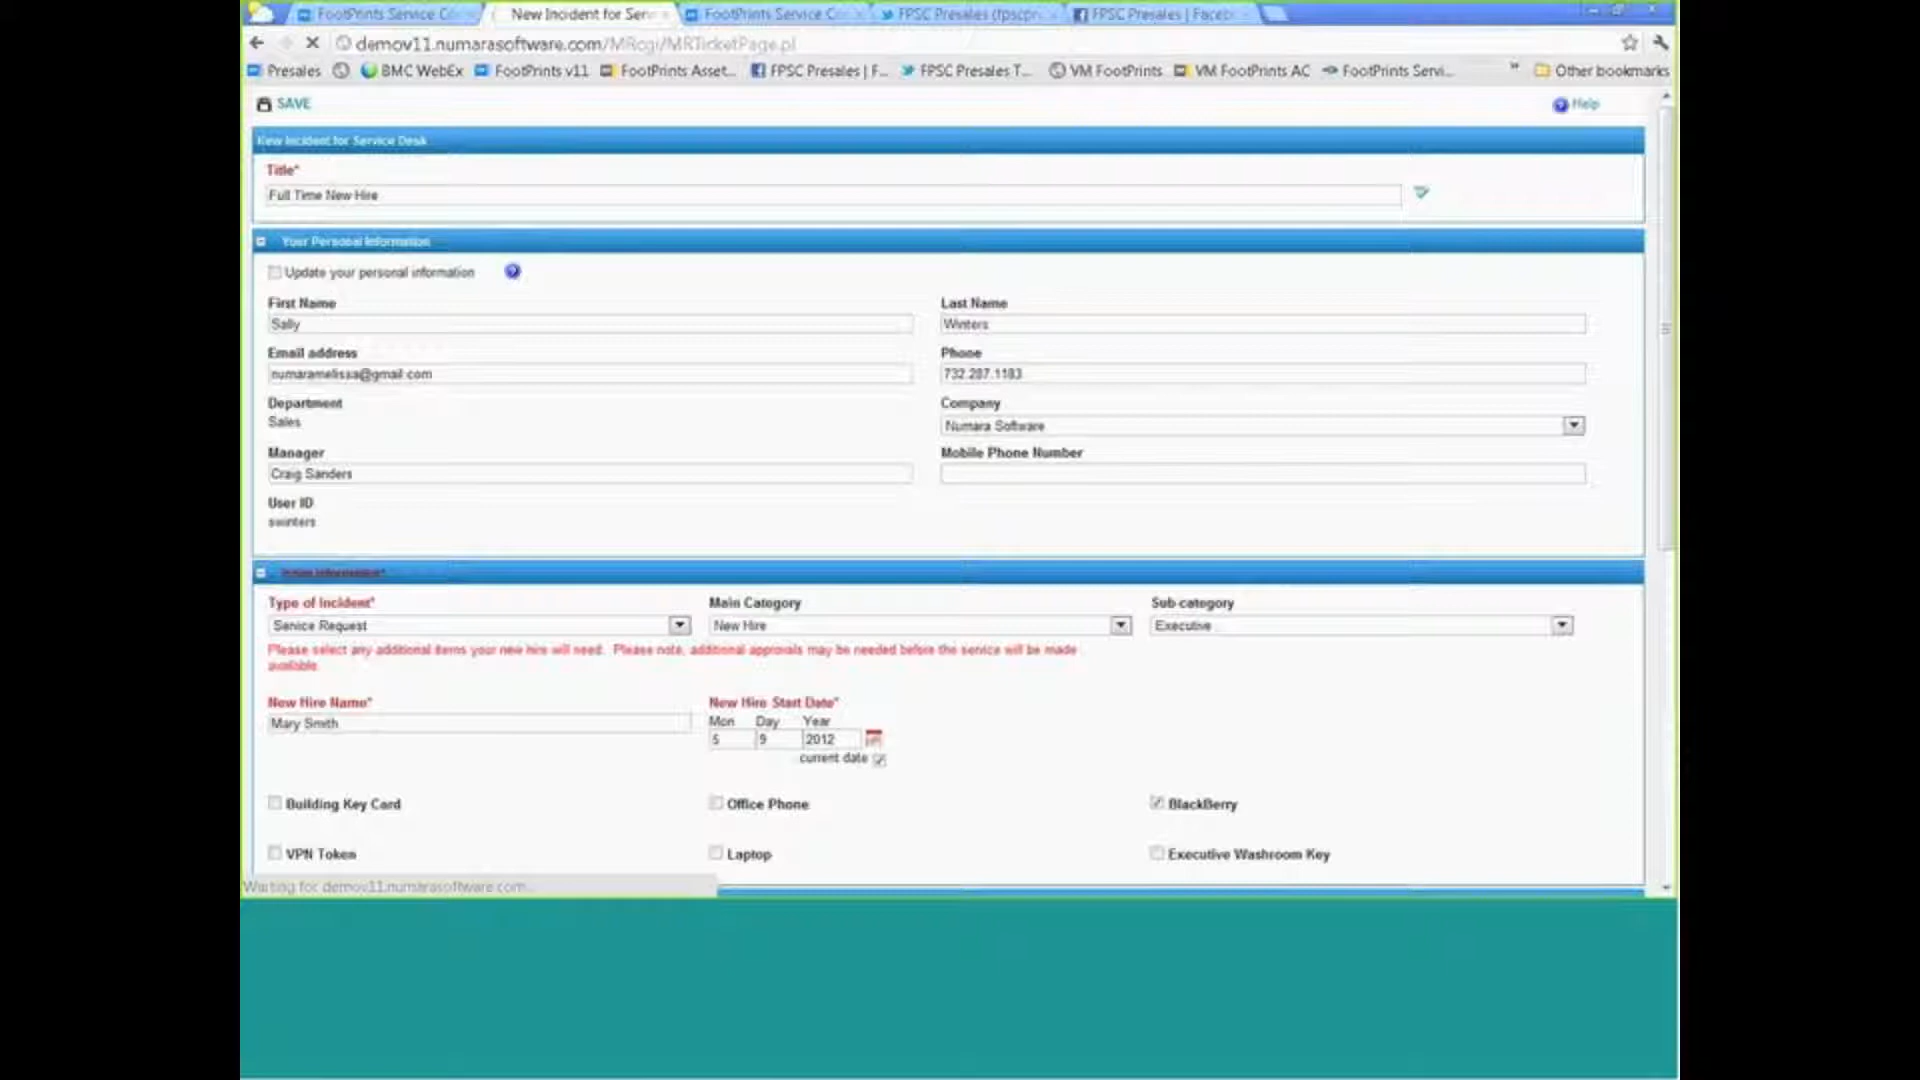 FootPrints Service Co
New Incident for Serv
FootPrints Service Co
FPSC Presales (fpscpr
FPSC Presales | Faceb
demov11.numarasoftware.com/MRcgi/MRTicketPage.pl
Presales
BMC WebEx
FootPrints v11
FootPrints Asset...
FPSC Presales | F...
FPSC Presales T...
VM FootPrints
VM FootPrints AC
FootPrints Servi...
Other bookmarks
SAVE
Help
New Incident for Service Desk
Title*
Full Time New Hire
Your Personal Information
Update your personal information
First Name
Last Name
Sally
Winters
Email address
Phone
numaramelissa@gmail.com
732.287.1183
Department
Company
Sales
Numara Software
Manager
Mobile Phone Number
Craig Sanders
User ID
swinters
Type of Incident*
Main Category
Sub-category
Service Request
New Hire
Executive
Please select any additional items your new hire will need. Please note, additional approvals may be needed before the service will be made
available.
New Hire Name*
New Hire Start Date*
Mon Day Year
Mary Smith
5 9 2012
current date
Building Key Card
Office Phone
BlackBerry
VPN Token
Laptop
Executive Washroom Key
Waiting for demov11.numarasoftware.com...